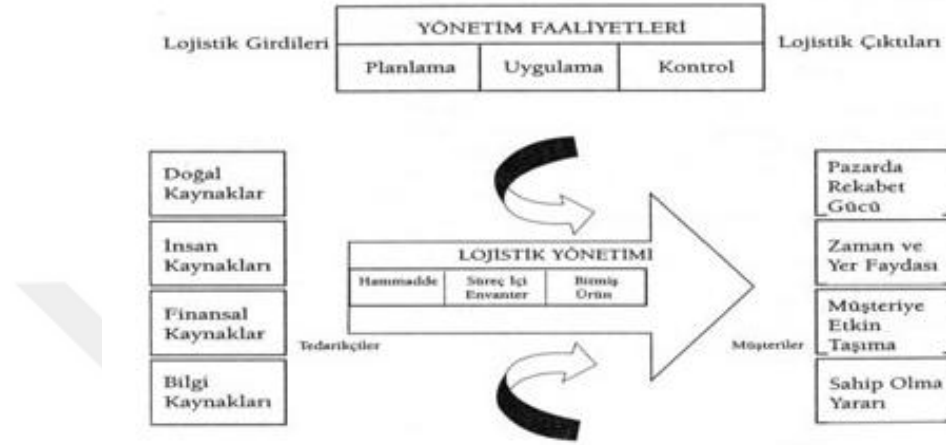 Lojistik Girdileri
YÖNETİM FAALİYETLERİ
Planlama
Uygulama
Kontrol
Lojistik Çıktıları
Doğal
Kaynaklar
İnsan
Kaynakları
Finansal
Kaynaklar
Bilgi
Kaynakları
Tedarikçiler
LOJİSTİK YÖNETİMİ
Hammadde
Süreç İçi
Envanter
Bitmiş
Ürün
Müşteriler
Pazarda
Rekabet
Gücü
Zaman ve
Yer Faydası
Müşteriye
Etkin
Taşıma
Sahip Olma
Yararı